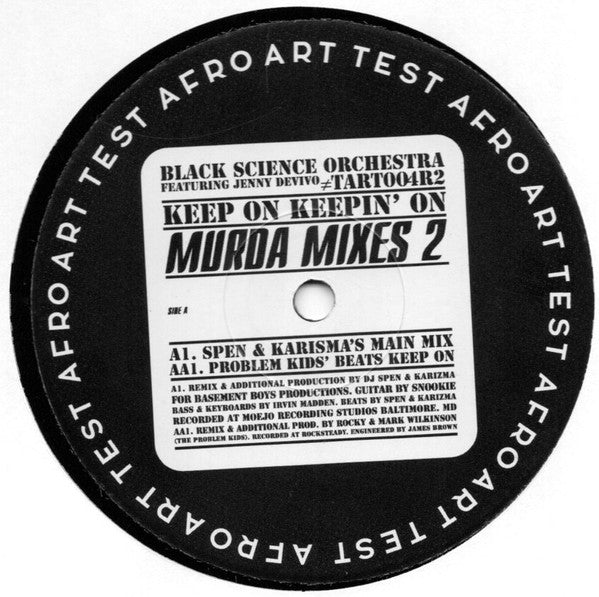 AFRO ART TEST AFRO ART TEST AFRO ART TEST AFRO ART TEST AFRO ART TEST
BLACK SCIENCE ORCHESTRA
FEATURING JENNY DEVIVO ≠TART004R2
KEEP ON KEEPIN' ON
MURDA MIXES 2
SIDE A
A1. SPEN & KARISMA'S MAIN MIX
AA1. PROBLEM KIDS' BEATS KEEP ON
A1. REMIX & ADDITIONAL PRODUCTION BY DJ SPEN & KARIZMA
FOR BASEMENT BOYS PRODUCTIONS. GUITAR BY SNOOKIE
BASS & KEYBOARDS BY IRVIN MADDEN. BEATS BY SPEN & KARIZMA
RECORDED AT MOEJO RECORDING STUDIOS BALTIMORE. MD
AA1. REMIX & ADDITIONAL PROD. BY ROCKY & MARK WILKINSON
(THE PROBLEM KIDS). RECORDED AT ROCKSTEADY. ENGINEERED BY JAMES BROWN